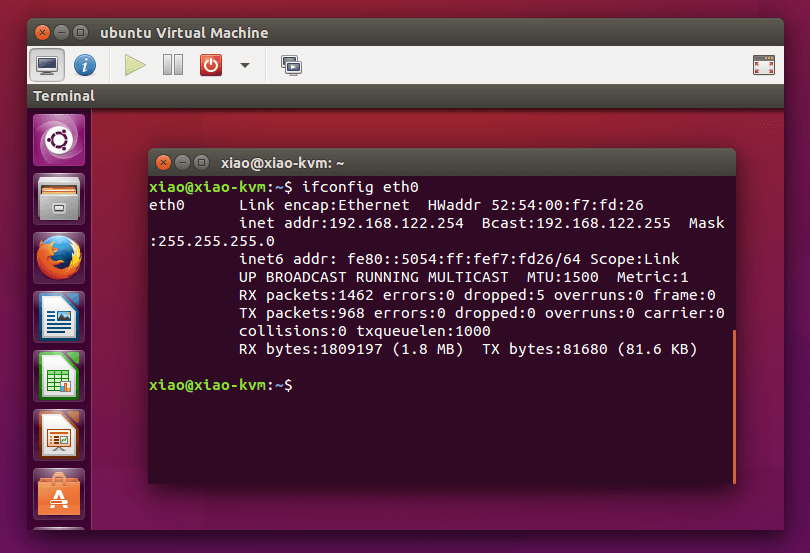 ubuntu Virtual Machine
Terminal
xiao@xiao-kvm: ~
xiao@xiao-kvm:~$ ifconfig eth0
eth0      Link encap:Ethernet  HWaddr 52:54:00:f7:fd:26
          inet addr:192.168.122.254  Bcast:192.168.122.255  Mask
:255.255.255.0
          inet6 addr: fe80::5054:ff:fef7:fd26/64 Scope:Link
          UP BROADCAST RUNNING MULTICAST  MTU:1500  Metric:1
          RX packets:1462 errors:0 dropped:5 overruns:0 frame:0
          TX packets:968 errors:0 dropped:0 overruns:0 carrier:0
          collisions:0 txqueuelen:1000
          RX bytes:1809197 (1.8 MB)  TX bytes:81680 (81.6 KB)
xiao@xiao-kvm:~$